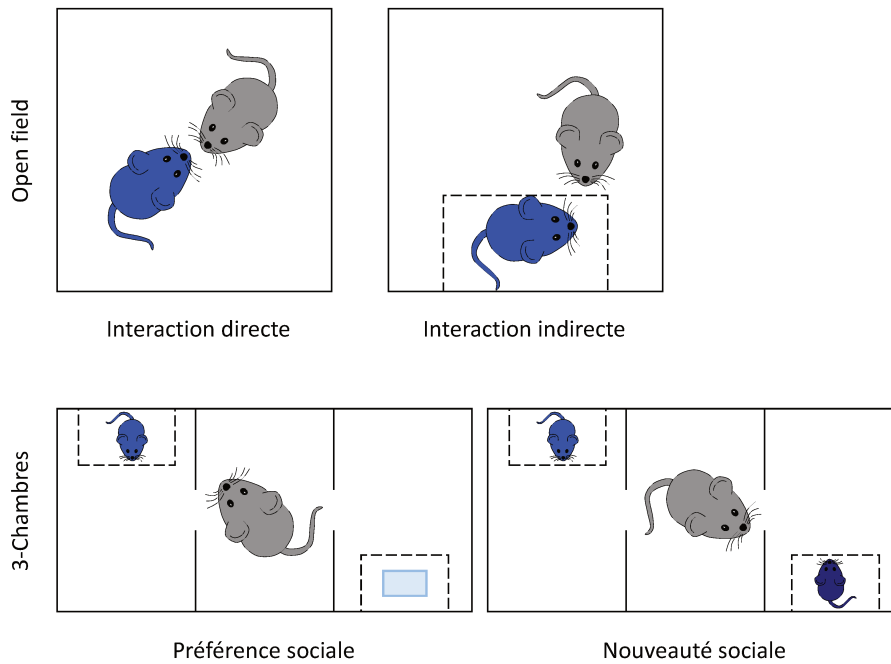 Open field
Interaction directe
Interaction indirecte
3-Chambres
Préférence sociale
Nouveauté sociale